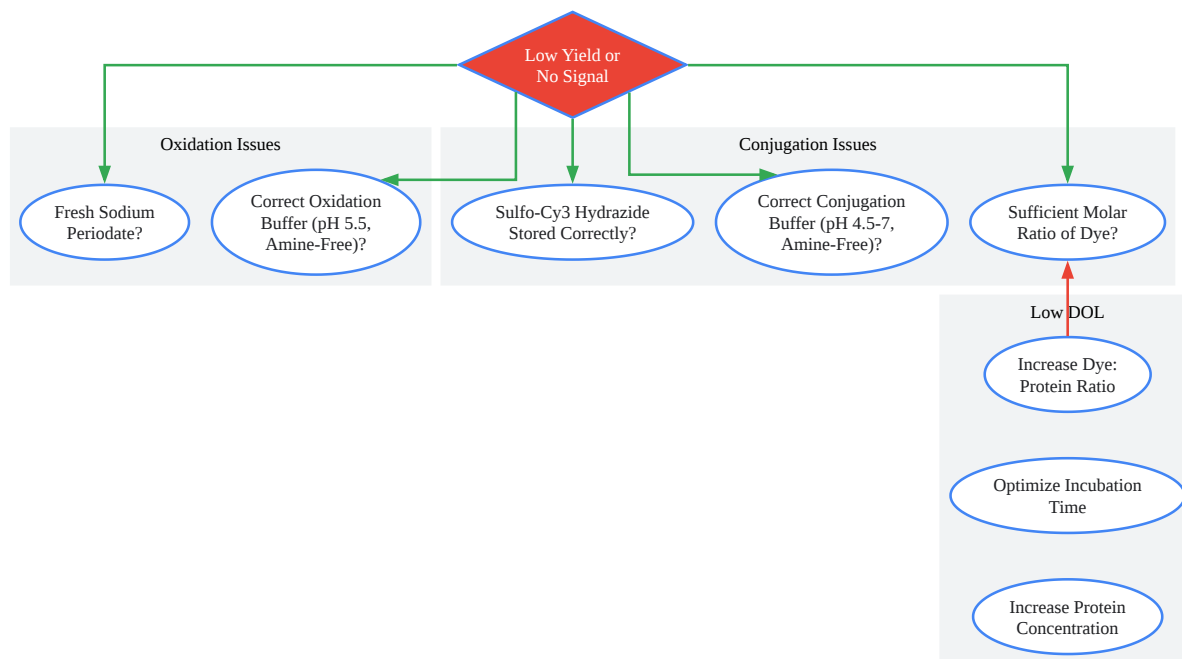 Low Yield or
No Signal
Oxidation Issues
Conjugation Issues
Fresh Sodium
Periodate?
Correct Oxidation
Buffer (pH 5.5,
Amine-Free)?
Sulfo-Cy3 Hydrazide
Stored Correctly?
Correct Conjugation
Buffer (pH 4.5-7,
Amine-Free)?
Sufficient Molar
Ratio of Dye?
Low DOL
Increase Dye:
Protein Ratio
Optimize Incubation
Time
Increase Protein
Concentration